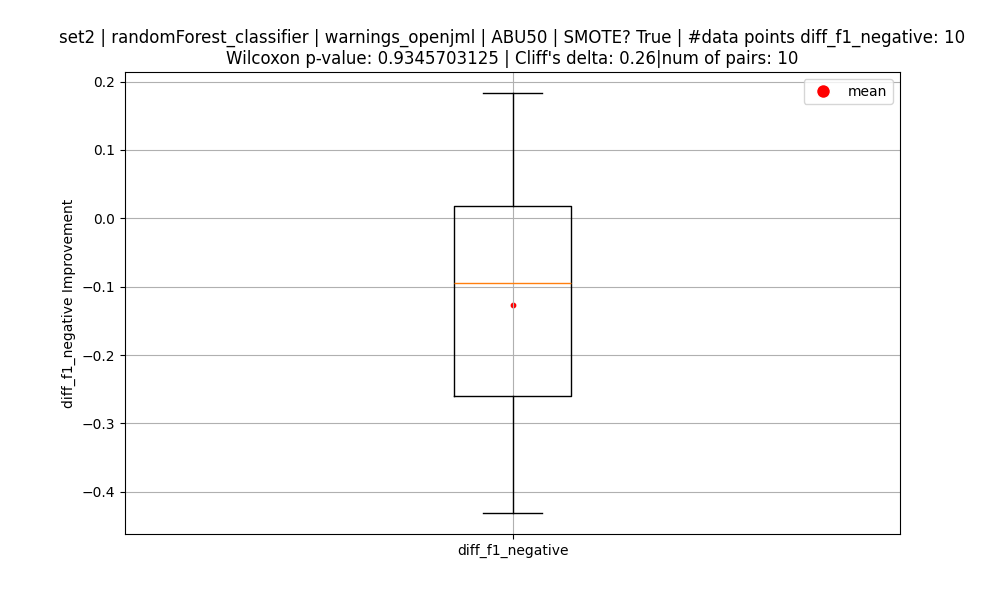 set2 | randomForest_classifier | warnings_openjml | ABU50 | SMOTE? True | #data points diff_f1_negative: 10
Wilcoxon p-value: 0.9345703125 | Cliff's delta: 0.26|num of pairs: 10
mean
0.2
0.1
0.0
−0.1
−0.2
−0.3
−0.4
diff_f1_negative Improvement
diff_f1_negative